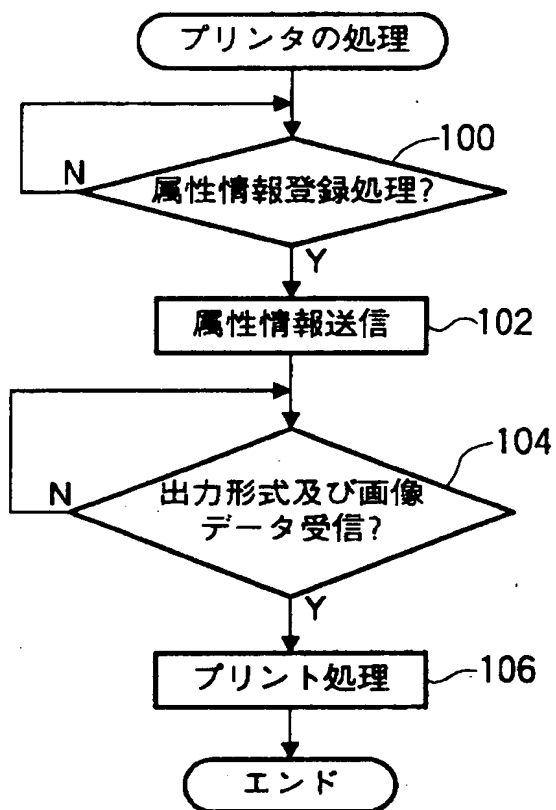 プリンタの処理
100
N
属性情報登録処理?
Y
属性情報送信
102
104
N
出力形式及び画像
データ受信?
Y
プリント処理
106
エンド